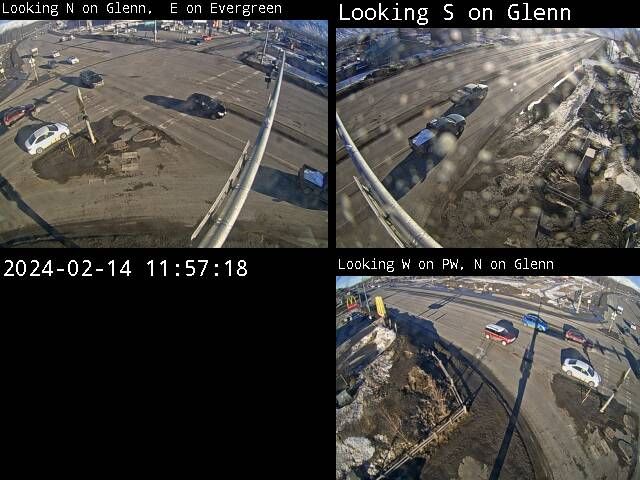 Looking N on Glenn,  E on Evergreen
Looking S on Glenn
2024-02-14 11:57:18
Looking W on PW, N on Glenn